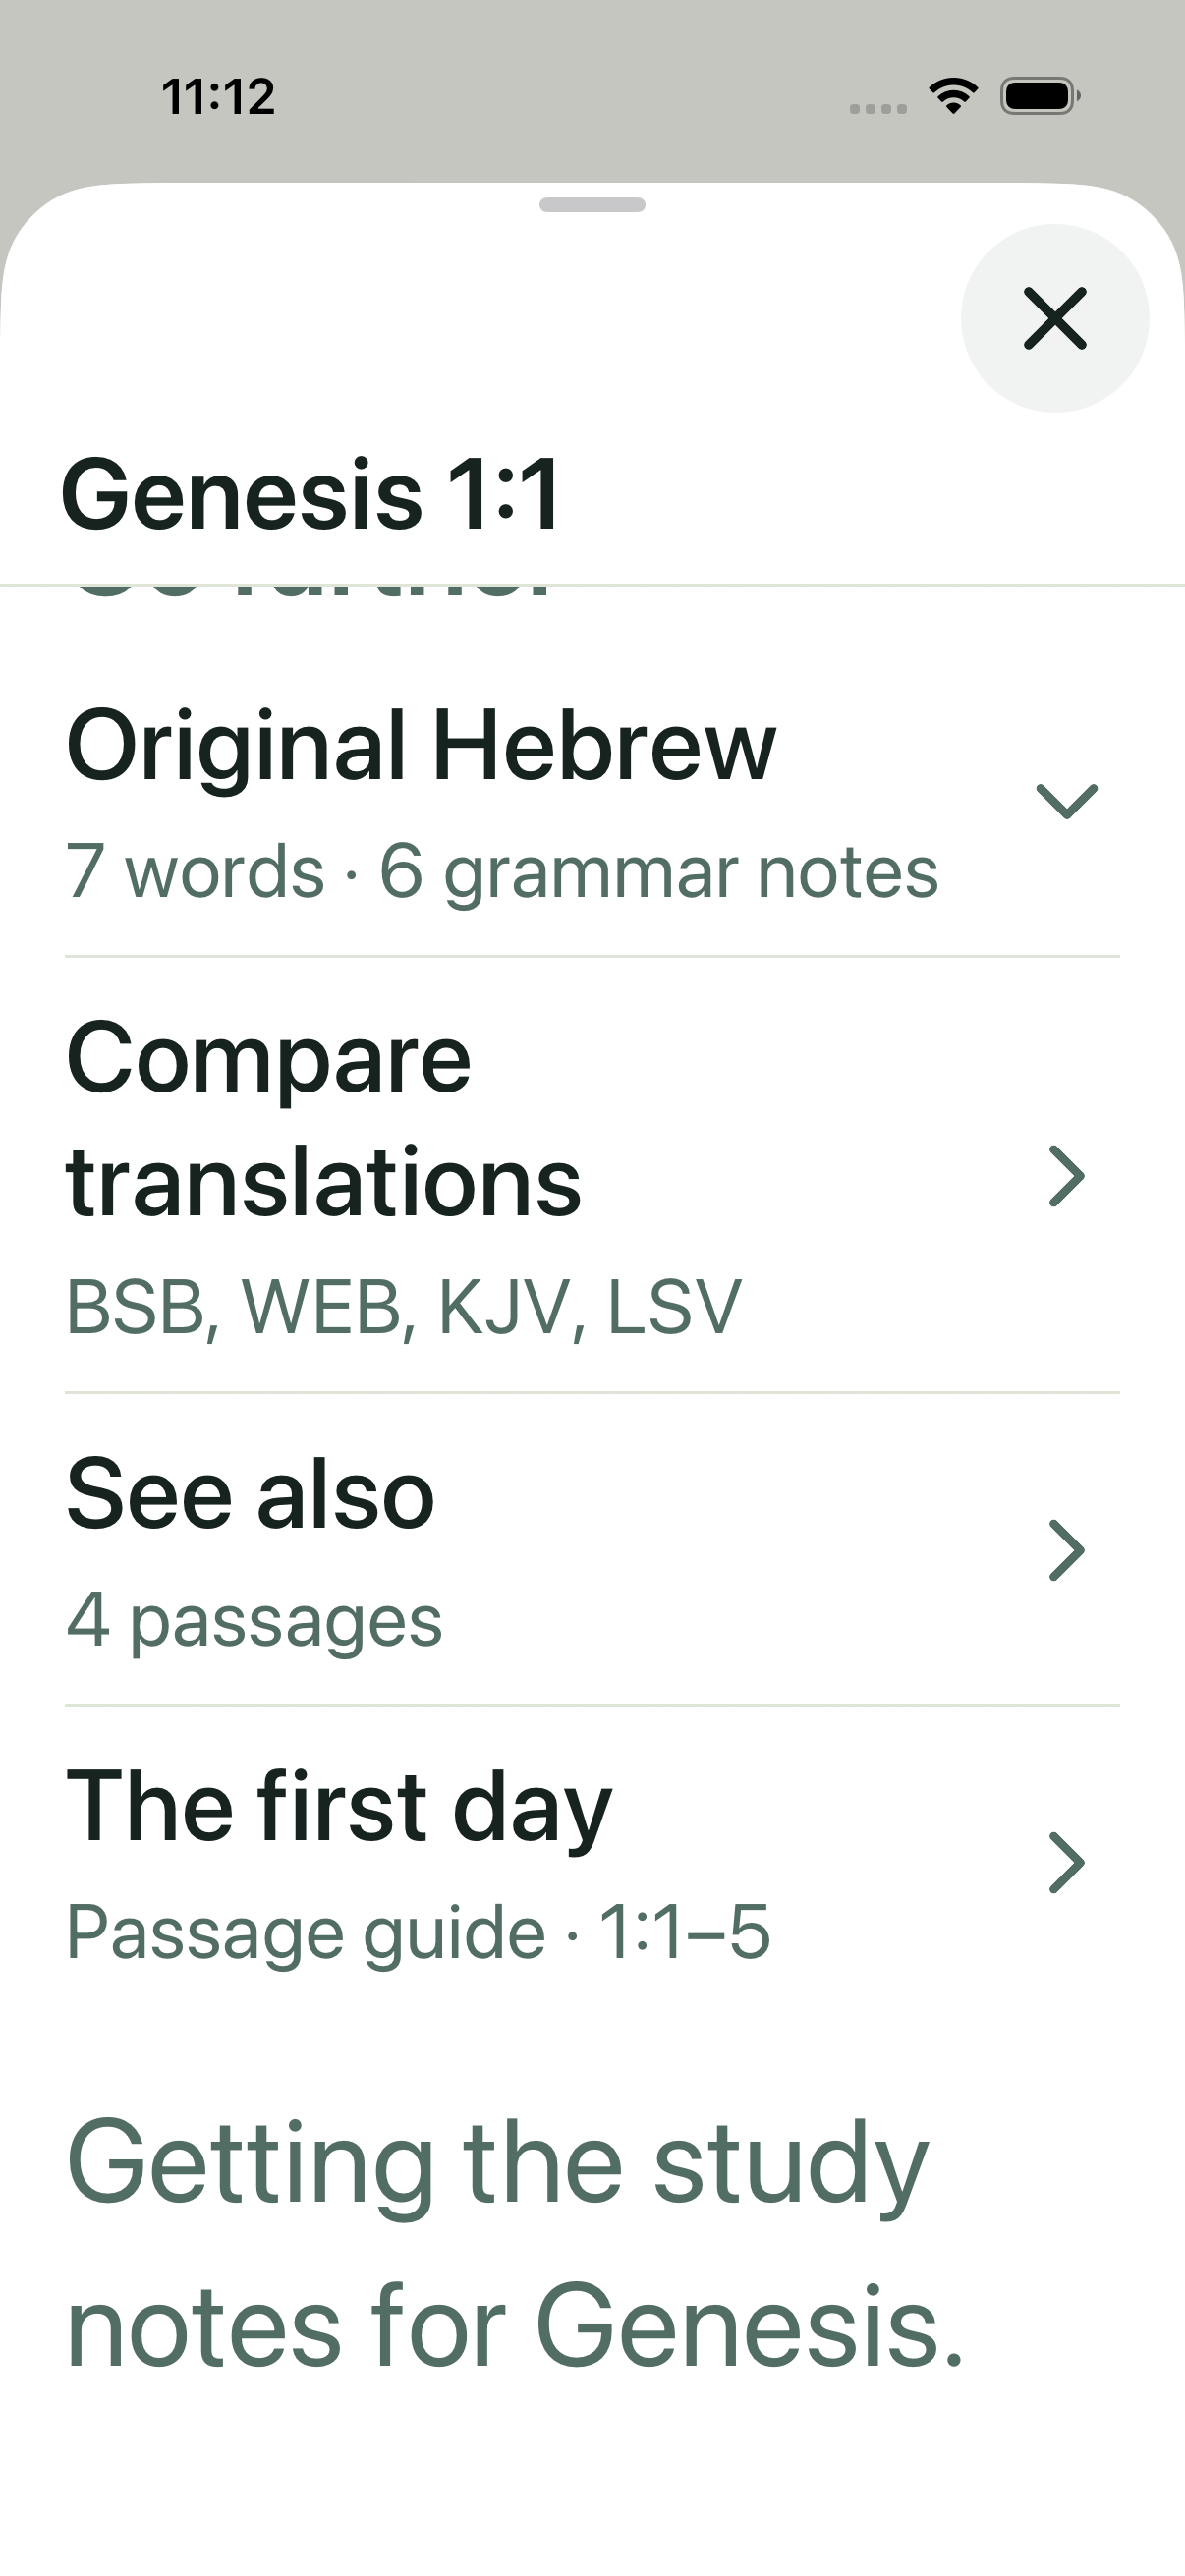 11:12
Genesis 1:1
Original Hebrew
7 words · 6 grammar notes
Compare
translations
BSB, WEB, KJV, LSV
See also
4 passages
The first day
Passage guide · 1:1–5
Getting the study
notes for Genesis.